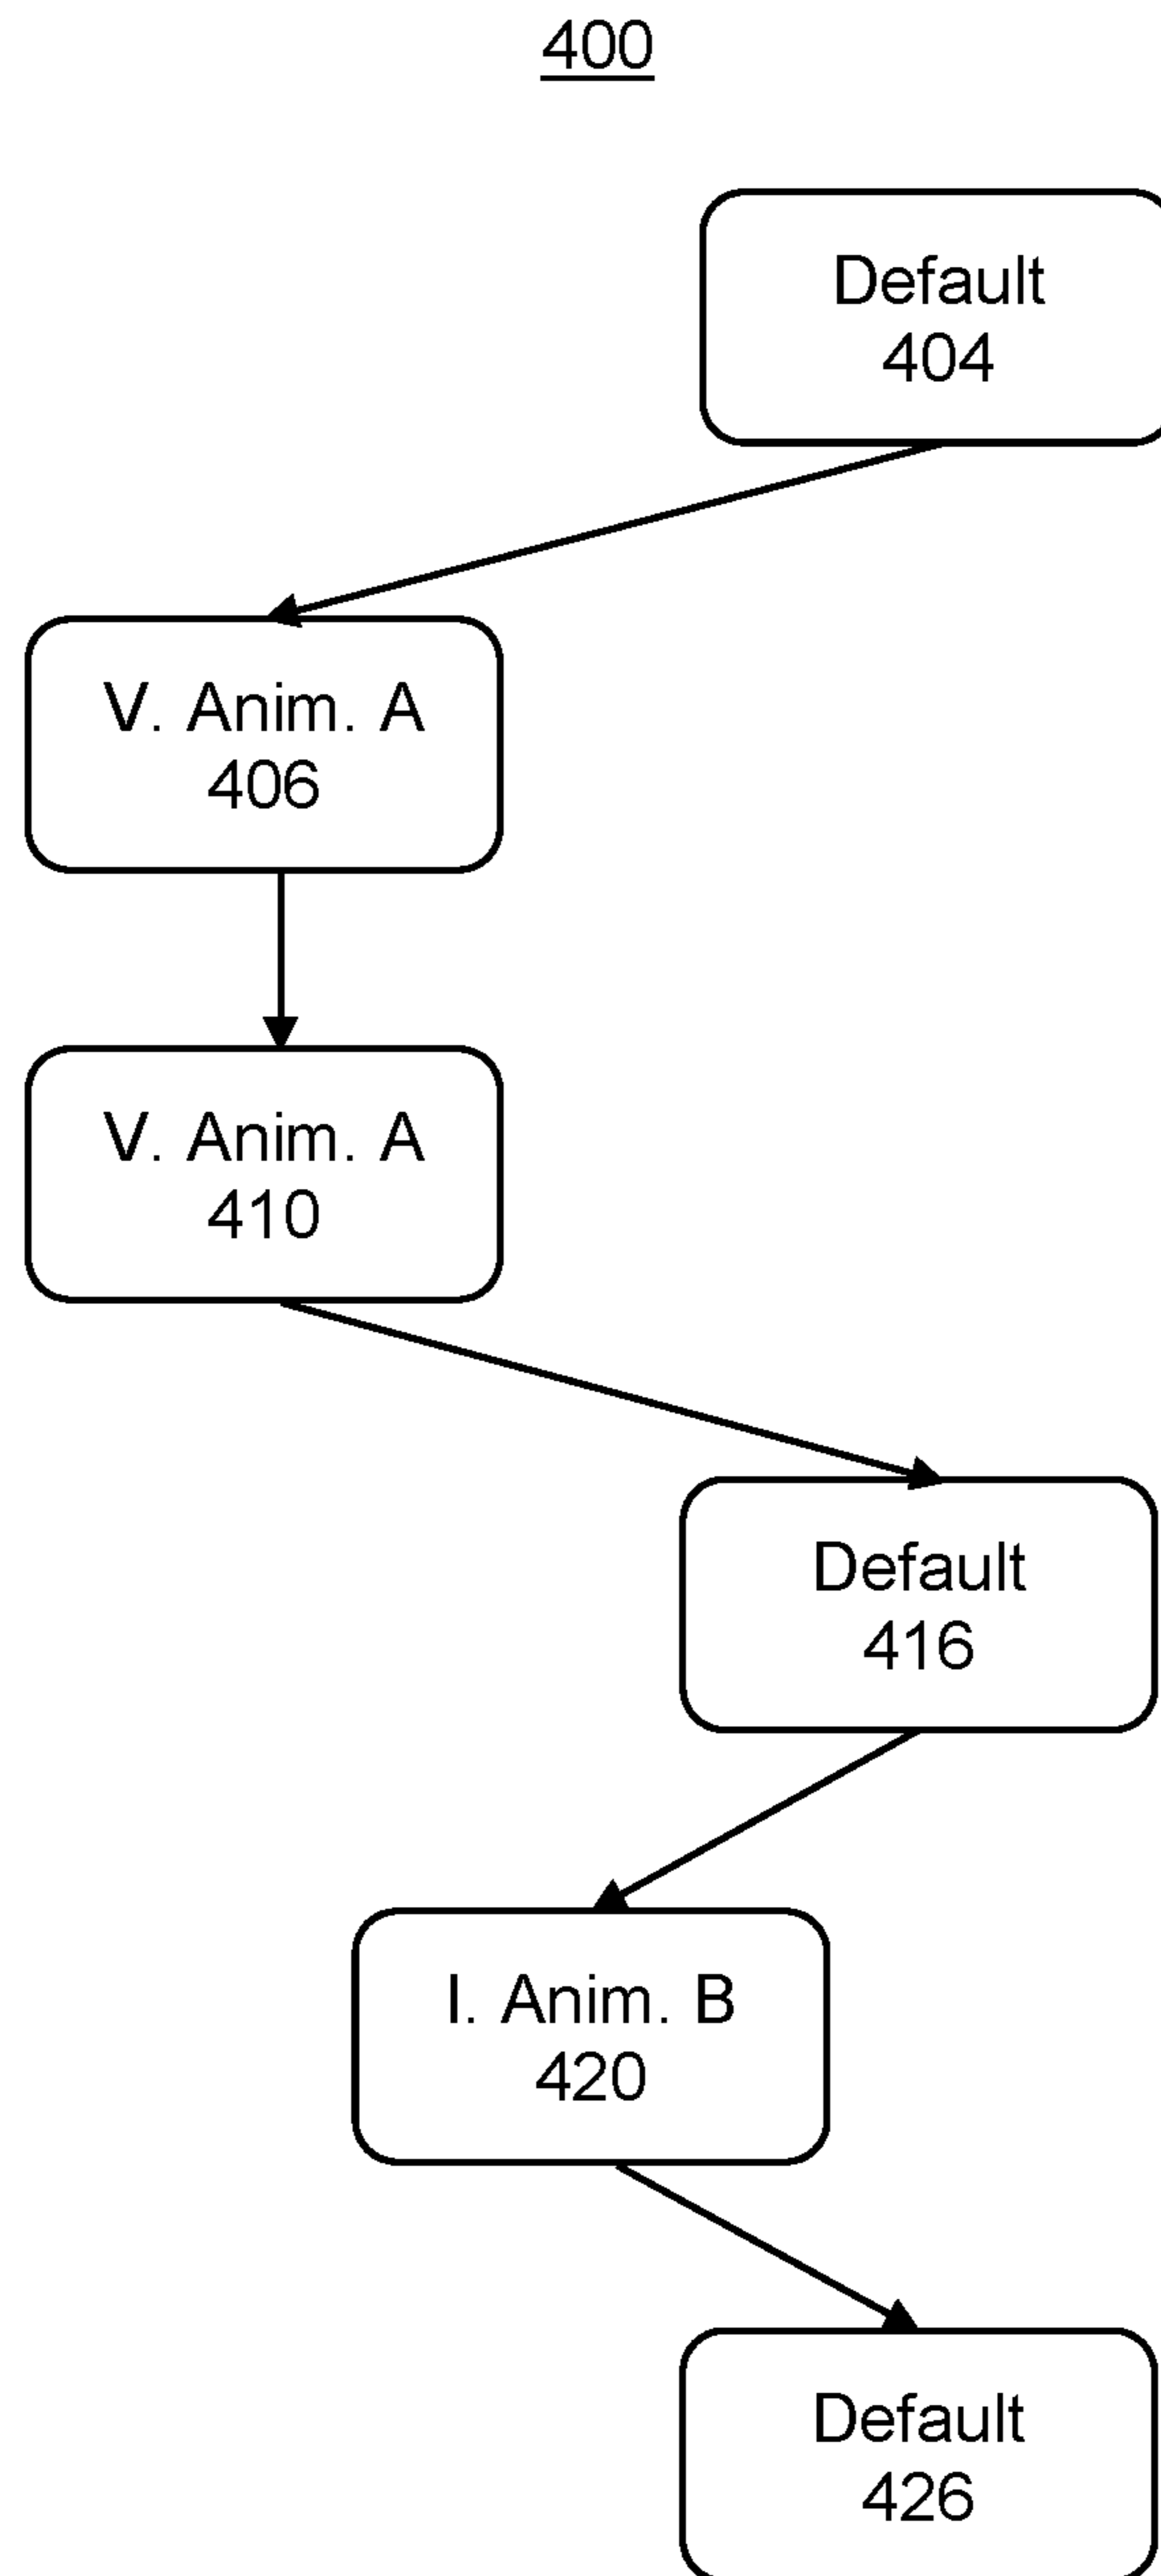 400
Default
404
V. Anim. A
406
V. Anim. A
410
Default
416
I. Anim. B
420
Default
426